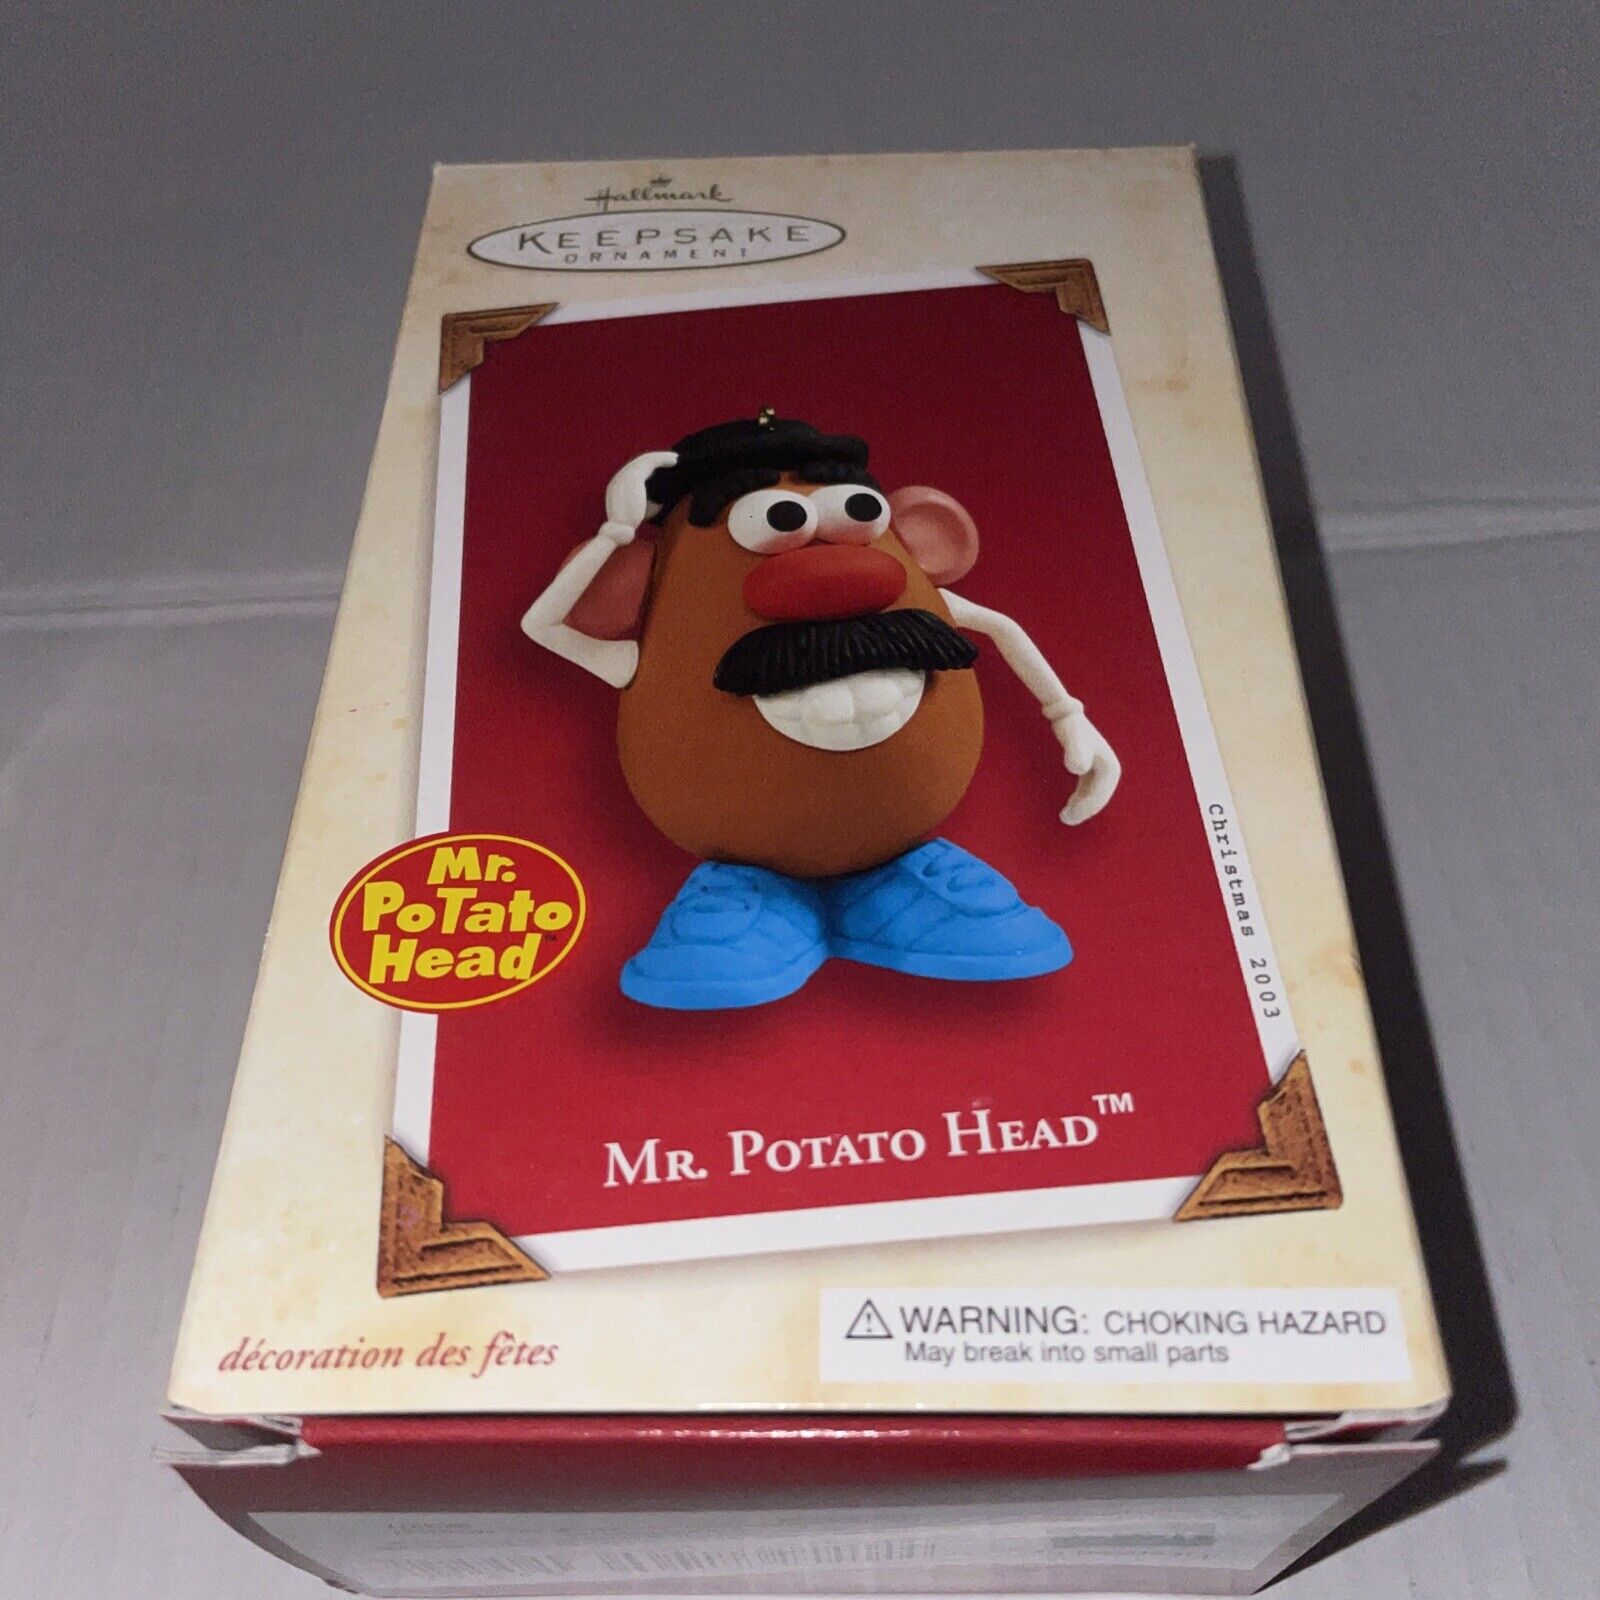 Hallmark
KEEPSAKE
ORNAMENT
Christmas 2003
Mr.
PoTato
Head™
MR. POTATO HEAD™
décoration des fêtes
WARNING: CHOKING HAZARD
May break into small parts